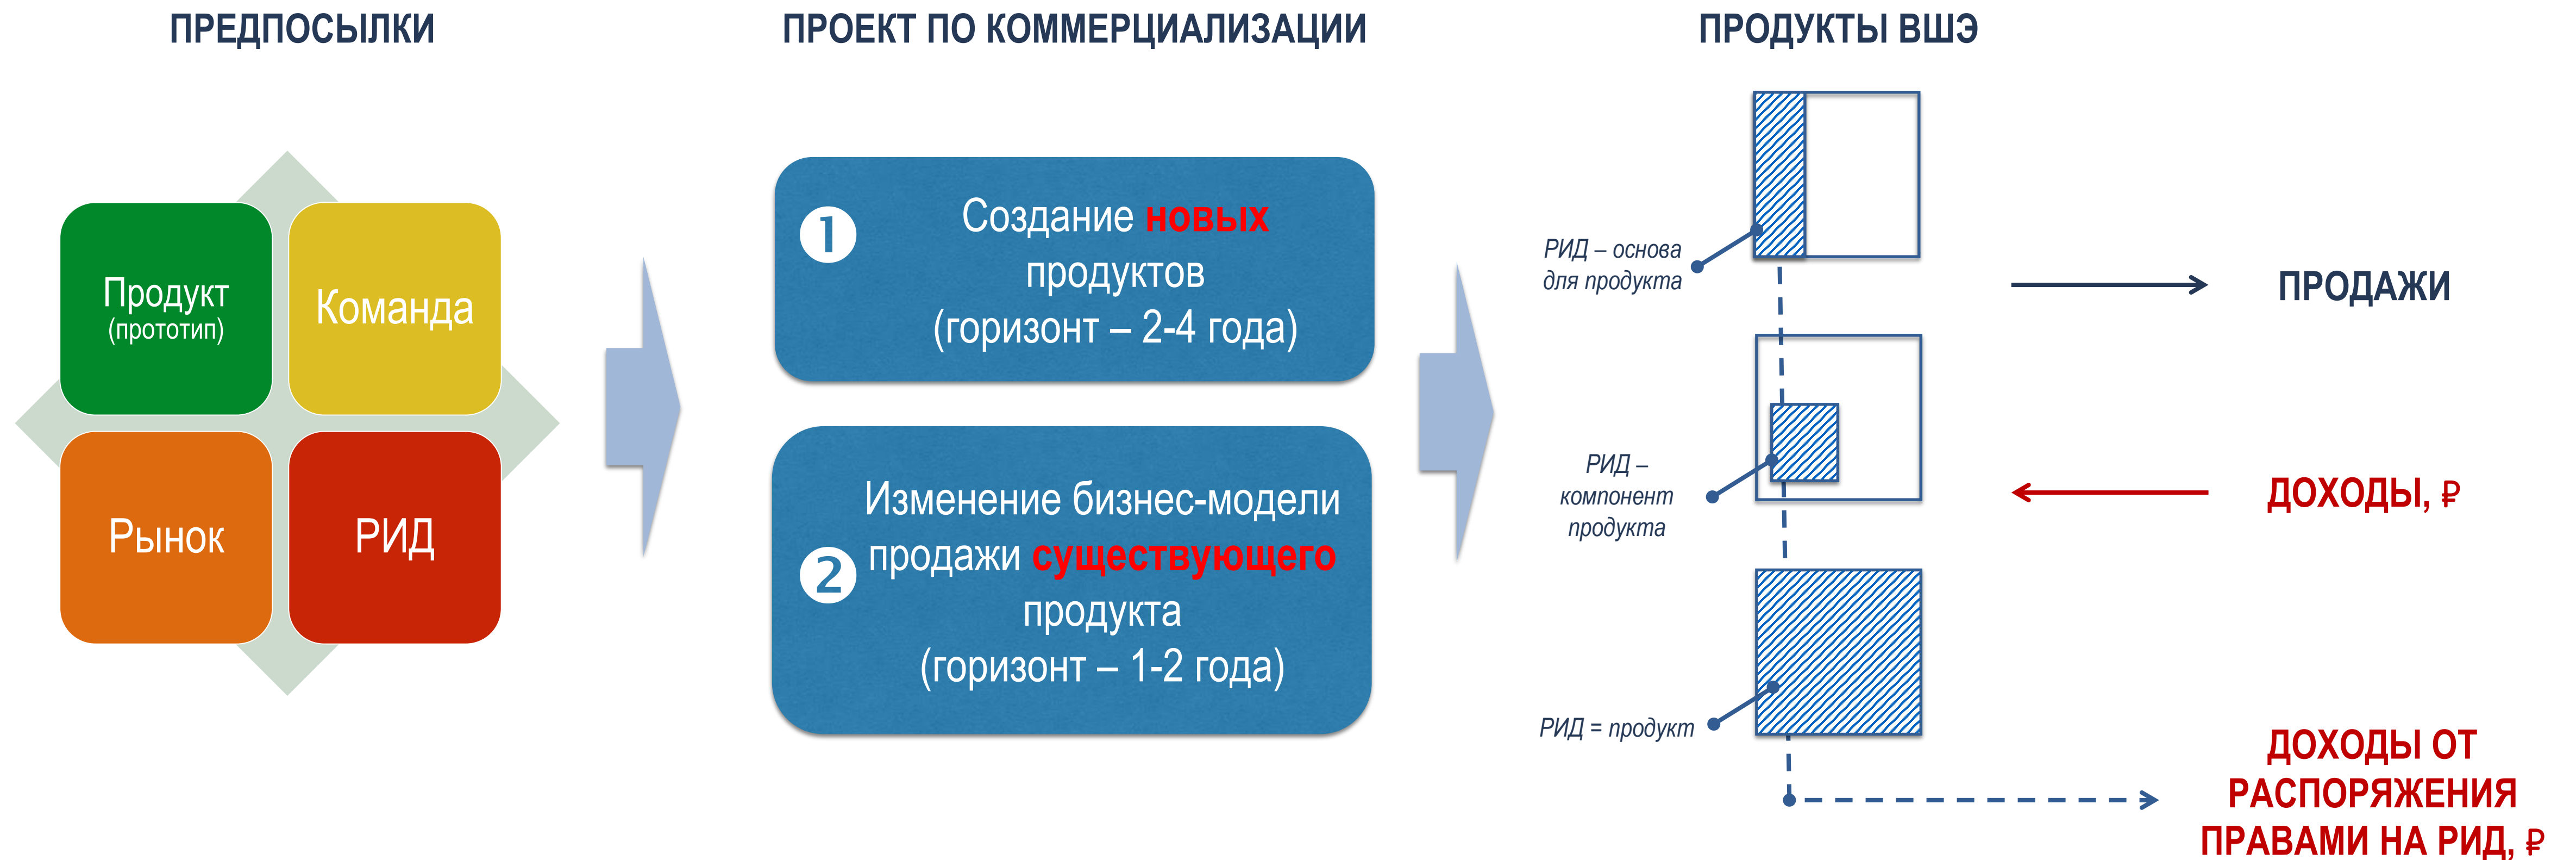 ПРЕДПОСЫЛКИ
Продукт
(прототип)
Команда
Рынок
РИД
ПРОЕКТ ПО КОММЕРЦИАЛИЗАЦИИ
1
Создание новых
продуктов
(горизонт – 2-4 года)
2
Изменение бизнес-модели
продажи существующего
продукта
(горизонт – 1-2 года)
ПРОДУКТЫ ВШЭ
РИД – основа
для продукта
РИД –
компонент
продукта
РИД = продукт
ПРОДАЖИ
ДОХОДЫ, ₽
ДОХОДЫ ОТ
РАСПОРЯЖЕНИЯ
ПРАВАМИ НА РИД, ₽